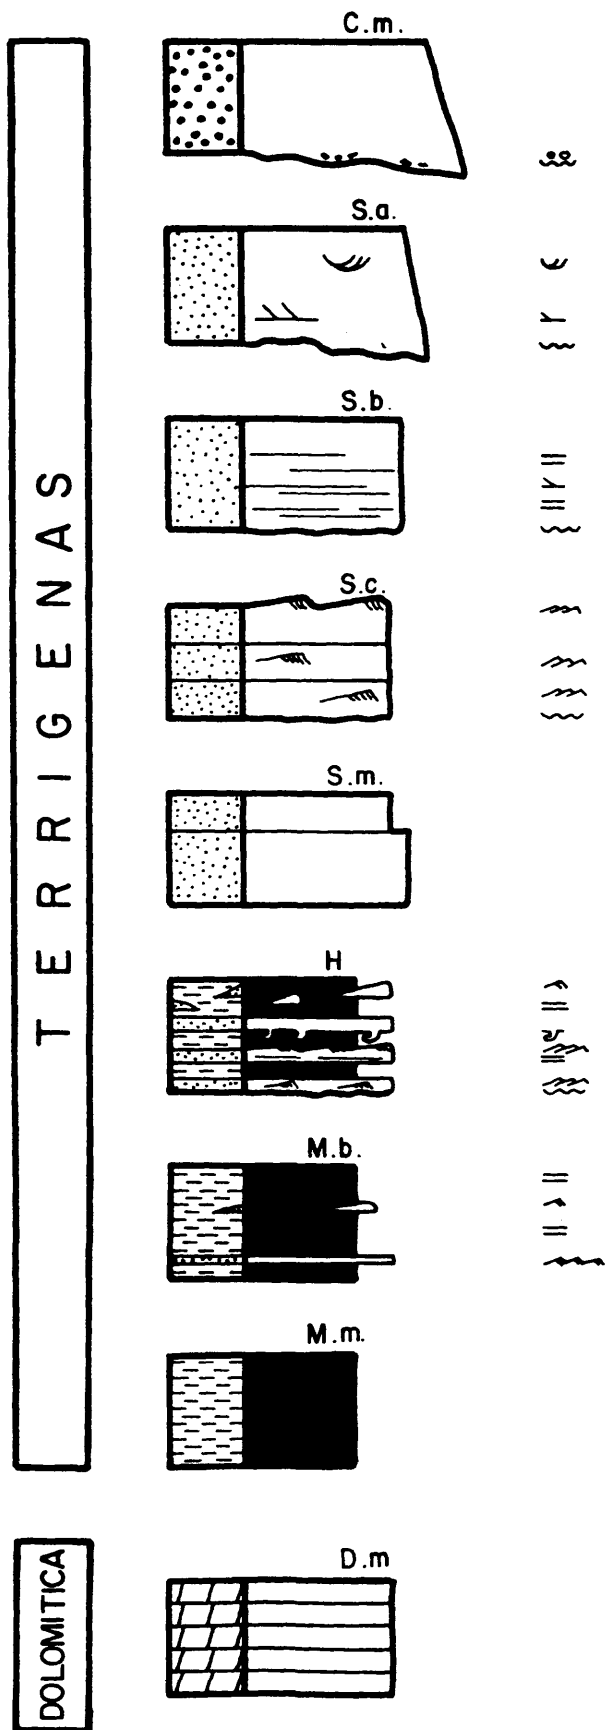 C.m.
S.a.
S.b.
S.c.
S.m.
H
M.b.
M.m.
D.m
TERRIGENAS
DOLOMITICA